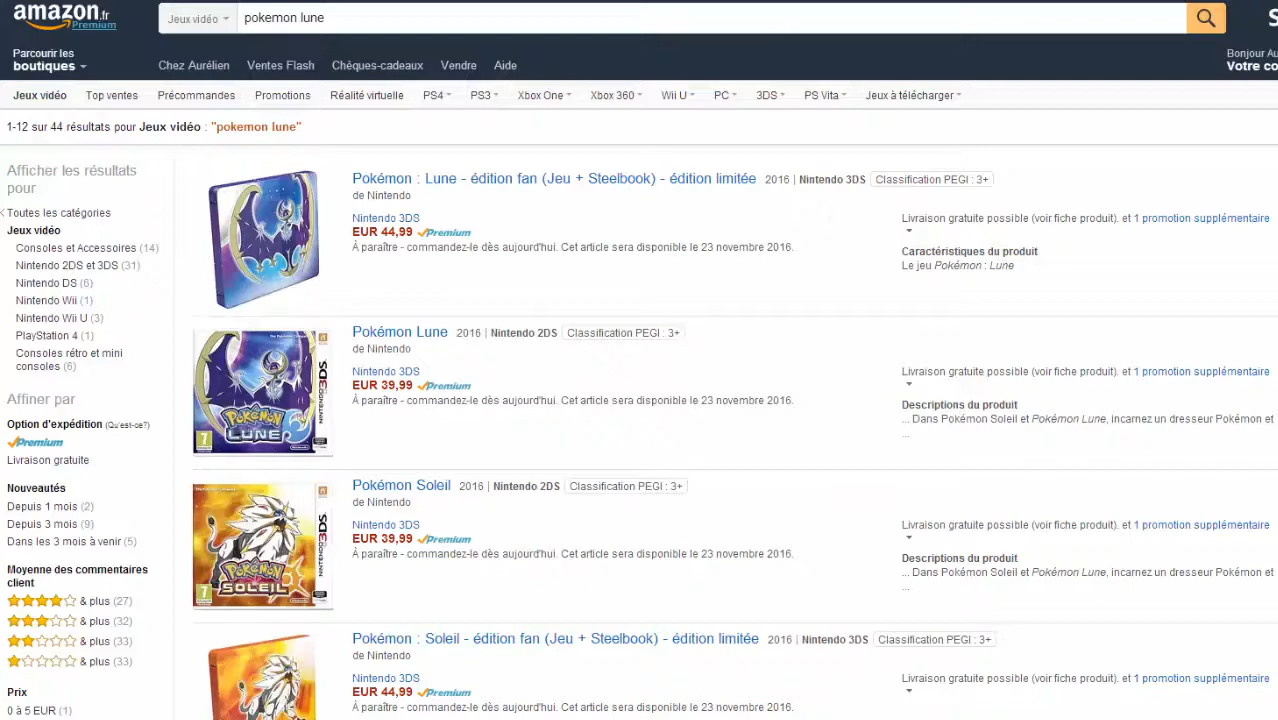 amazon.fr
Premium
Jeux vidéo
pokemon lune
Parcourir les
boutiques
Chez Aurélien
Ventes Flash
Chèques-cadeaux
Vendre
Aide
Bonjour Au
Votre co
Jeux vidéo
Top ventes
Précommandes
Promotions
Réalité virtuelle
PS4
PS3
Xbox One
Xbox 360
Wii U
PC
3DS
PS Vita
Jeux à télécharger
1-12 sur 44 résultats pour Jeux vidéo : "pokemon lune"
Afficher les résultats
pour
Toutes les catégories
Jeux vidéo
Consoles et Accessoires (14)
Nintendo 2DS et 3DS (31)
Nintendo DS (6)
Nintendo Wii (1)
Nintendo Wii U (3)
PlayStation 4 (1)
Consoles rétro et mini
consoles (6)
Affiner par
Option d'expédition (Qu'est-ce?)
Premium
Livraison gratuite
Nouveautés
Depuis 1 mois (2)
Depuis 3 mois (9)
Dans les 3 mois à venir (5)
Moyenne des commentaires
client
& plus (27)
& plus (32)
& plus (33)
& plus (33)
Prix
0 à 5 EUR (1)
Pokémon : Lune - édition fan (Jeu + Steelbook) - édition limitée 2016 | Nintendo 3DS Classification PEGI : 3+
de Nintendo
Nintendo 3DS
EUR 44,99 Premium
À paraître - commandez-le dès aujourd'hui. Cet article sera disponible le 23 novembre 2016.
Livraison gratuite possible (voir fiche produit). et 1 promotion supplémentaire
Caractéristiques du produit
Le jeu Pokémon : Lune
POKÉMON
LUNE
NINTENDO 3DS
7
Pokémon Lune 2016 | Nintendo 2DS Classification PEGI : 3+
de Nintendo
Nintendo 3DS
EUR 39,99 Premium
À paraître - commandez-le dès aujourd'hui. Cet article sera disponible le 23 novembre 2016.
Livraison gratuite possible (voir fiche produit). et 1 promotion supplémentaire
Descriptions du produit
... Dans Pokémon Soleil et Pokémon Lune, incarnez un dresseur Pokémon et
...
POKÉMON
SOLEIL
NINTENDO 3DS
7
Pokémon Soleil 2016 | Nintendo 2DS Classification PEGI : 3+
de Nintendo
Nintendo 3DS
EUR 39,99 Premium
À paraître - commandez-le dès aujourd'hui. Cet article sera disponible le 23 novembre 2016.
Livraison gratuite possible (voir fiche produit). et 1 promotion supplémentaire
Descriptions du produit
... Dans Pokémon Soleil et Pokémon Lune, incarnez un dresseur Pokémon et
...
Pokémon : Soleil - édition fan (Jeu + Steelbook) - édition limitée 2016 | Nintendo 3DS Classification PEGI : 3+
de Nintendo
Nintendo 3DS
EUR 44,99 Premium
À paraître - commandez-le dès aujourd'hui. Cet article sera disponible le 23 novembre 2016.
Livraison gratuite possible (voir fiche produit). et 1 promotion supplémentaire